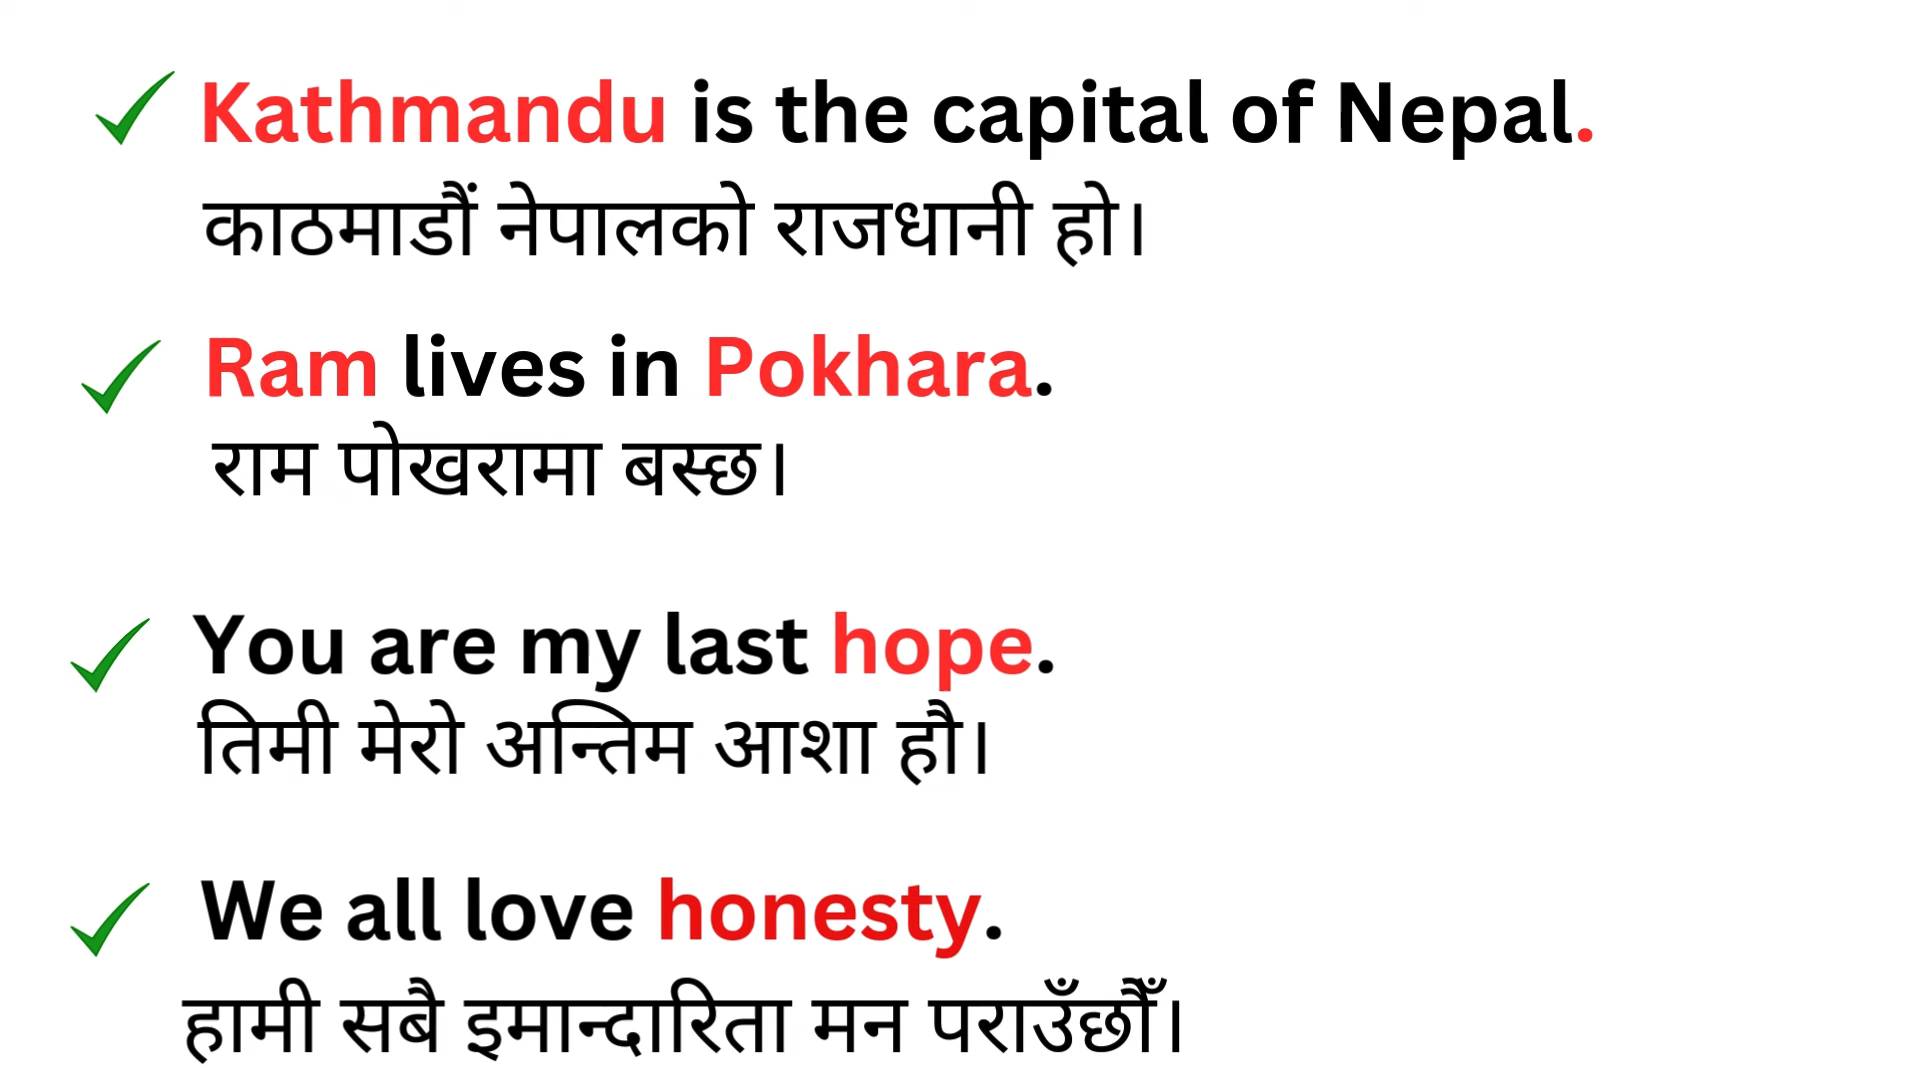 Kathmandu is the capital of Nepal.
काठमाडौं नेपालको राजधानी हो।
Ram lives in Pokhara.
राम पोखरामा बस्छ।
You are my last hope.
तिमी मेरो अन्तिम आशा हौ।
We all love honesty.
हामी सबै इमान्दारिता मन पराउँछौँ।